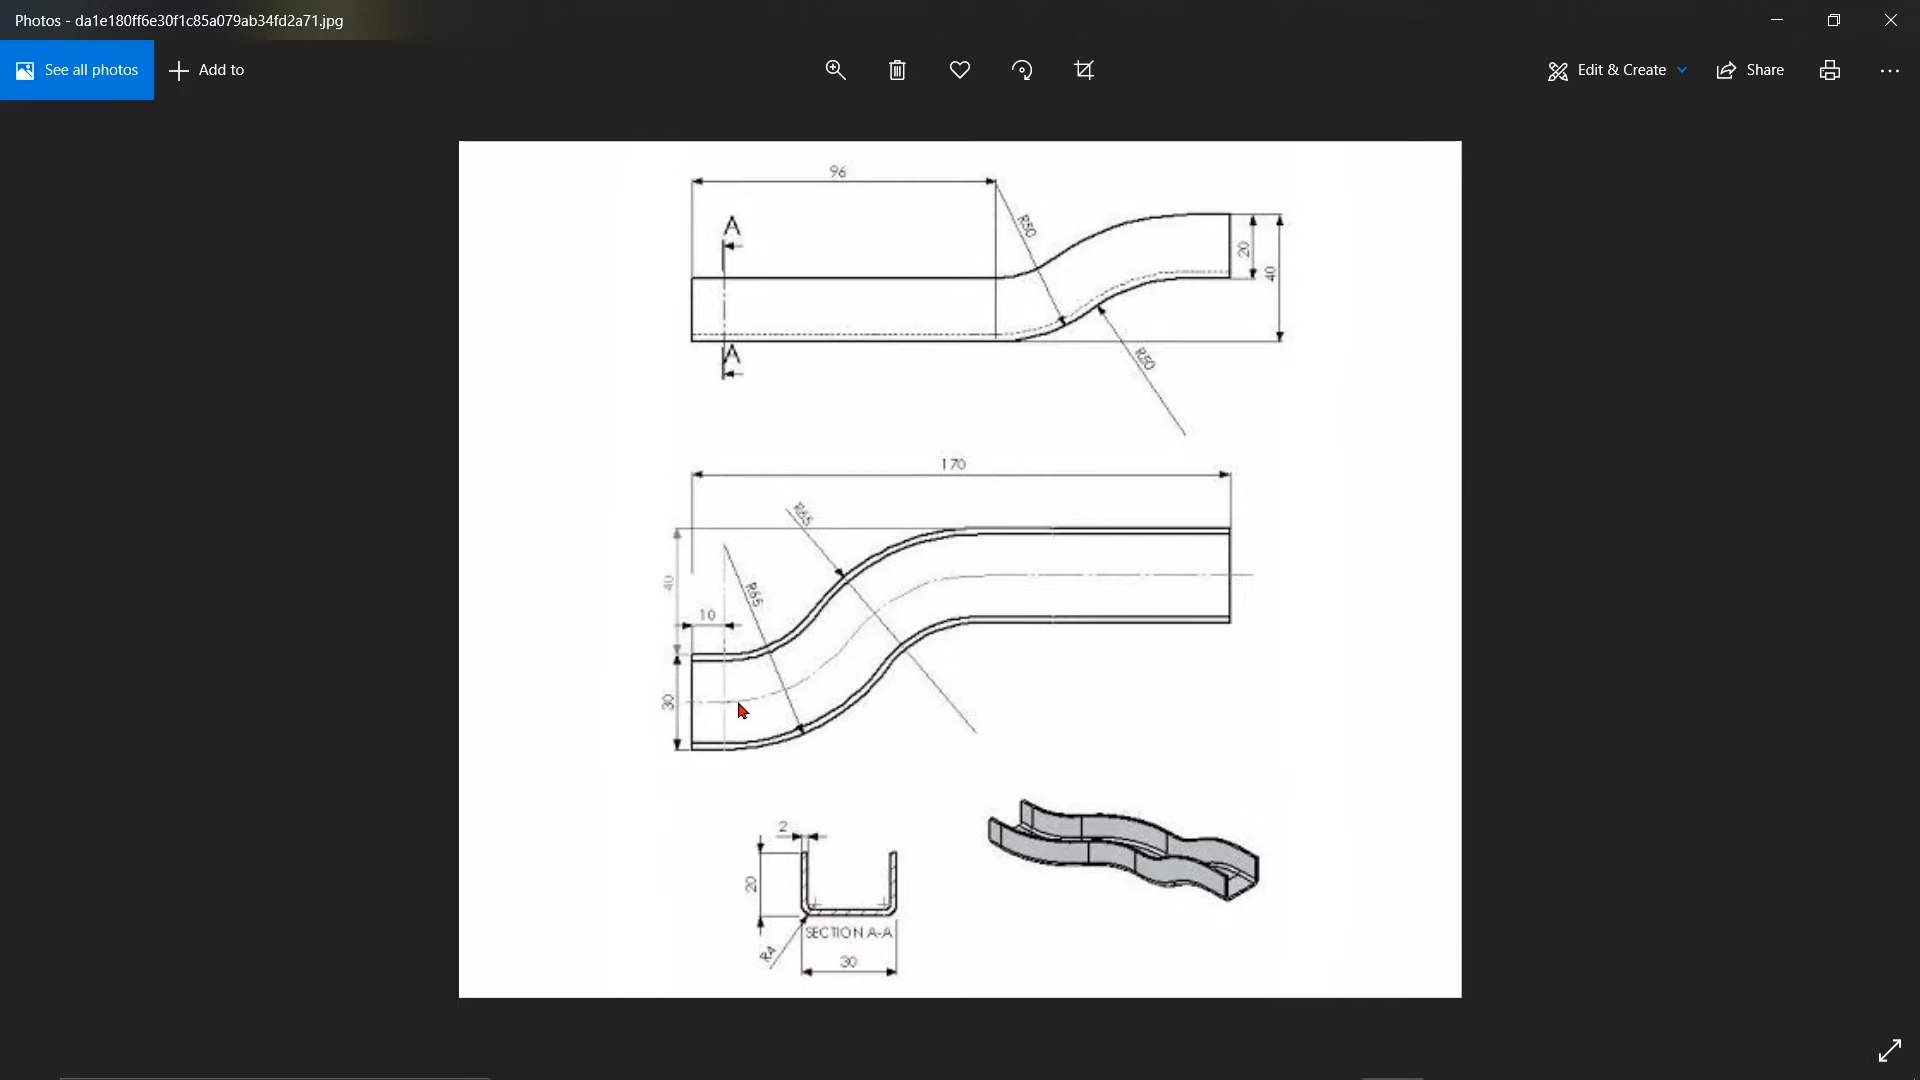 Photos - da1e180ff6e30f1c85a079ab34fd2a71.jpg
See all photos
Add to
Edit & Create
Share
96
A
R50
20
40
A
R50
170
R65
40
R65
10
30
2
20
SECTION A-A
R4
30